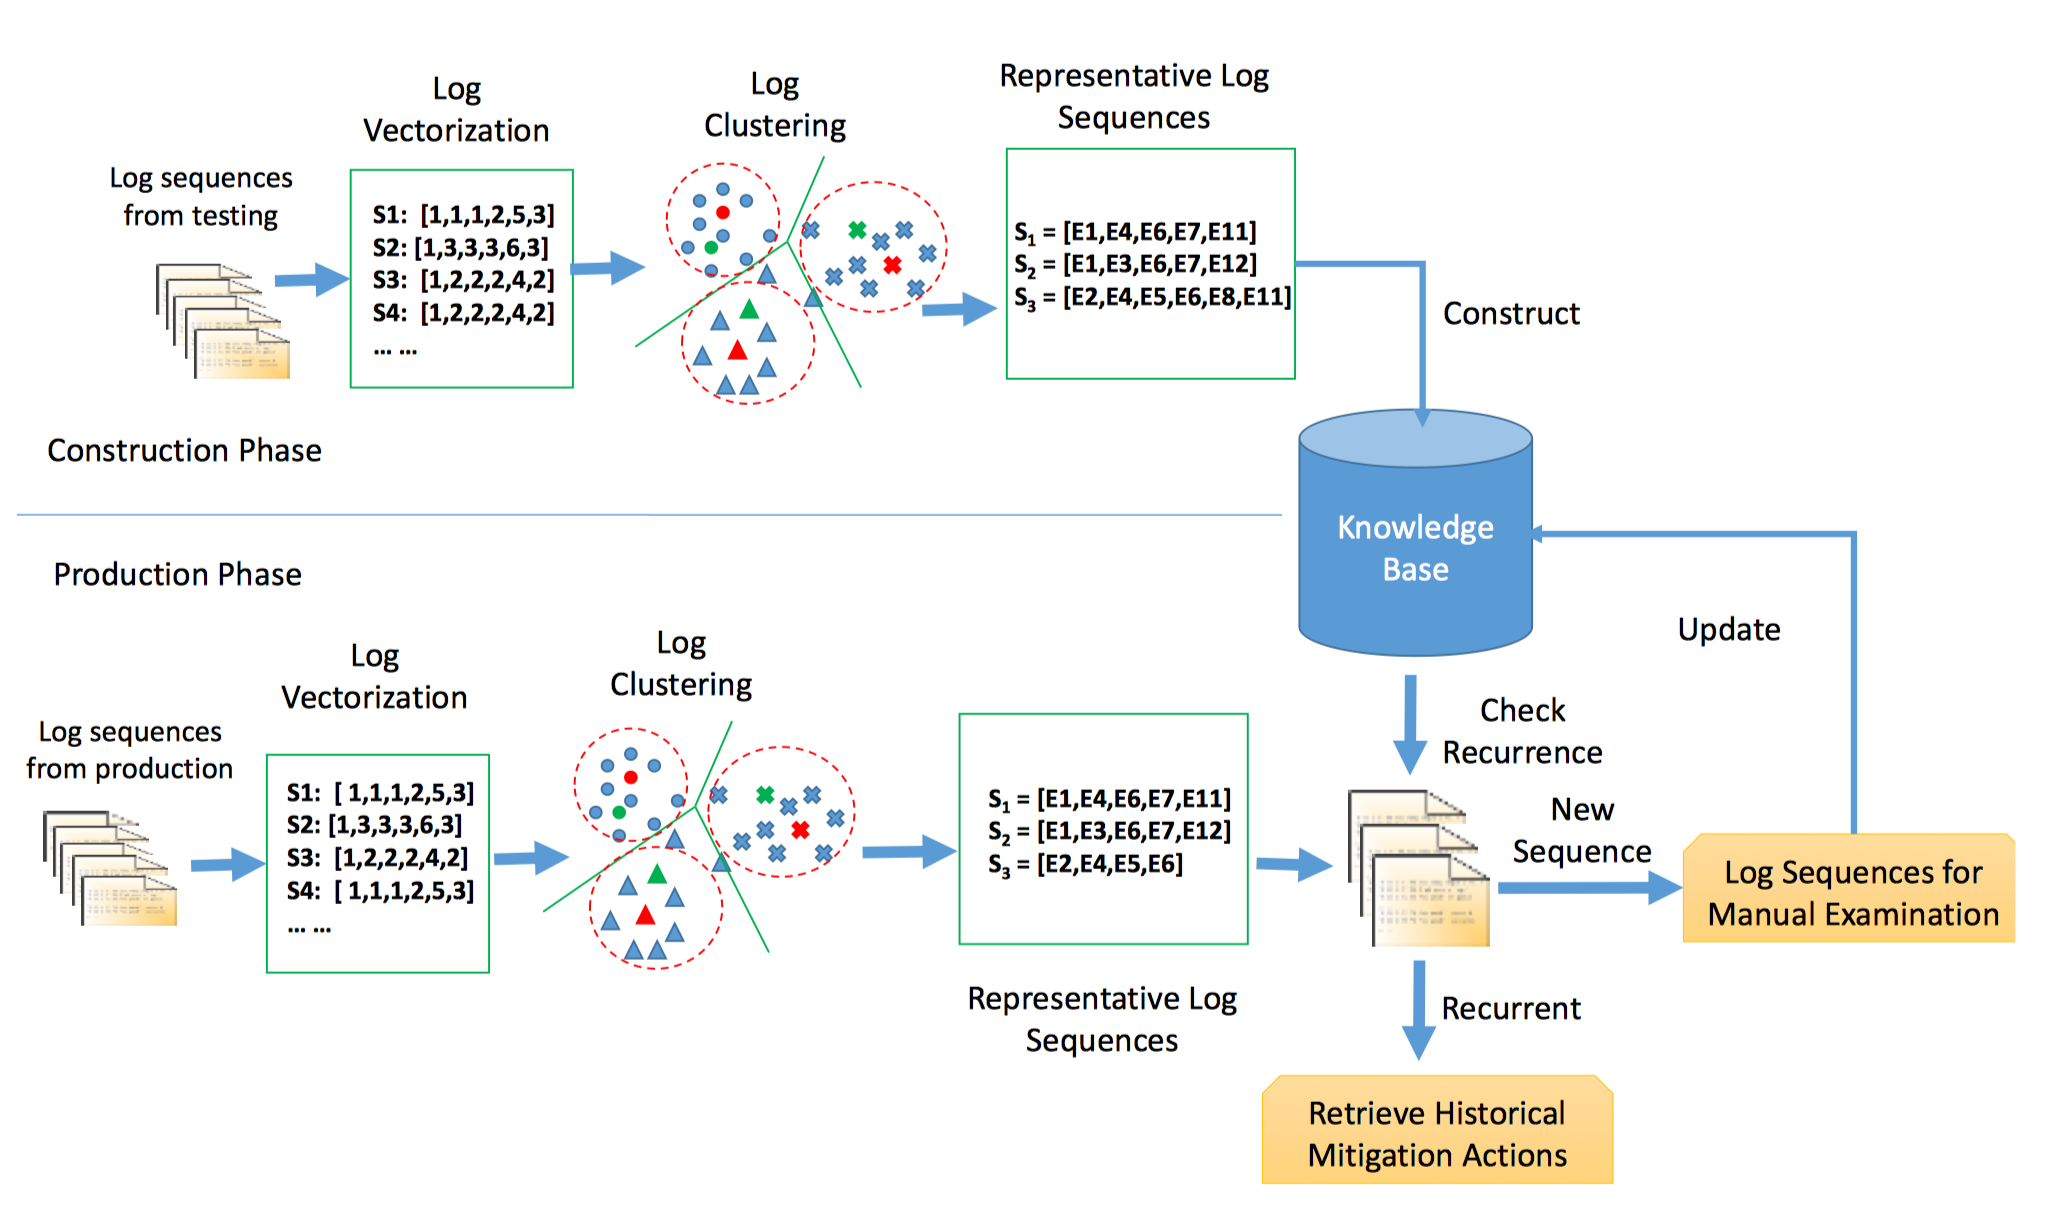 Log
Vectorization
Log
Clustering
Representative Log
Sequences
Log sequences
from testing
S1: [1,1,1,2,5,3]
S2: [1,3,3,3,6,3]
S3: [1,2,2,2,4,2]
S4: [1,2,2,2,4,2]
... ...
S1 = [E1,E4,E6,E7,E11]
S2 = [E1,E3,E6,E7,E12]
S3 = [E2,E4,E5,E6,E8,E11]
Construct
Construction Phase
Knowledge
Base
Production Phase
Update
Log
Vectorization
Log
Clustering
Log sequences
from production
S1: [ 1,1,1,2,5,3]
S2: [1,3,3,3,6,3]
S3: [1,2,2,2,4,2]
S4: [ 1,1,1,2,5,3]
... ...
S1 = [E1,E4,E6,E7,E11]
S2 = [E1,E3,E6,E7,E12]
S3 = [E2,E4,E5,E6]
Representative Log
Sequences
Check
Recurrence
New
Sequence
Log Sequences for
Manual Examination
Recurrent
Retrieve Historical
Mitigation Actions